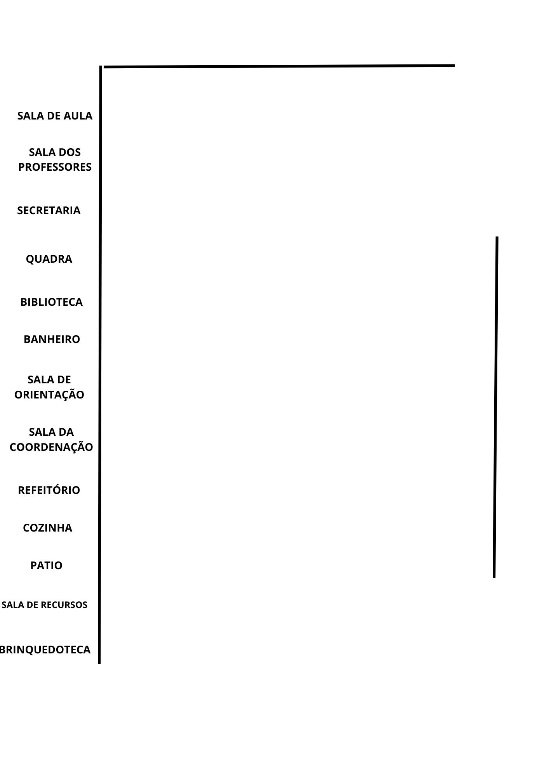 SALA DE AULA
SALA DOS
PROFESSORES
SECRETARIA
QUADRA
BIBLIOTECA
BANHEIRO
SALA DE
ORIENTAÇÃO
SALA DA
COORDENAÇÃO
REFEITÓRIO
COZINHA
PATIO
SALA DE RECURSOS
BRINQUEDOTECA